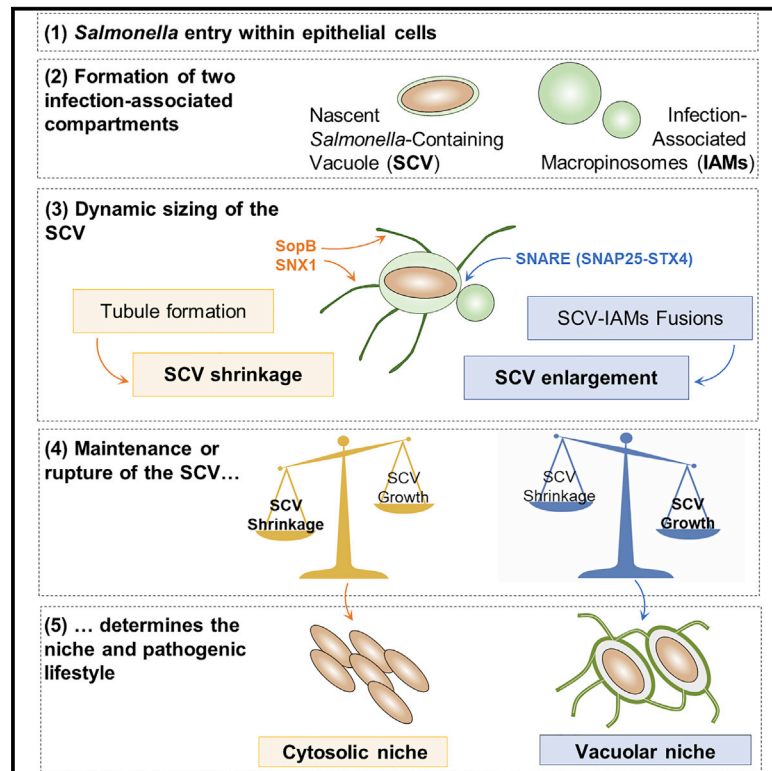 (1) Salmonella entry within epithelial cells
(2) Formation of two
infection-associated
compartments
Nascent
Salmonella-Containing
Vacuole (SCV)
Infection-
Associated
Macropinosomes (IAMs)
(3) Dynamic sizing of the
SCV
SopB
SNX1
SNARE (SNAP25-STX4)
Tubule formation
SCV-IAMs Fusions
SCV shrinkage
SCV enlargement
(4) Maintenance or
rupture of the SCV...
SCV
Shrinkage
SCV
Growth
SCV
Shrinkage
SCV
Growth
(5) ... determines the
niche and pathogenic
lifestyle
Cytosolic niche
Vacuolar niche